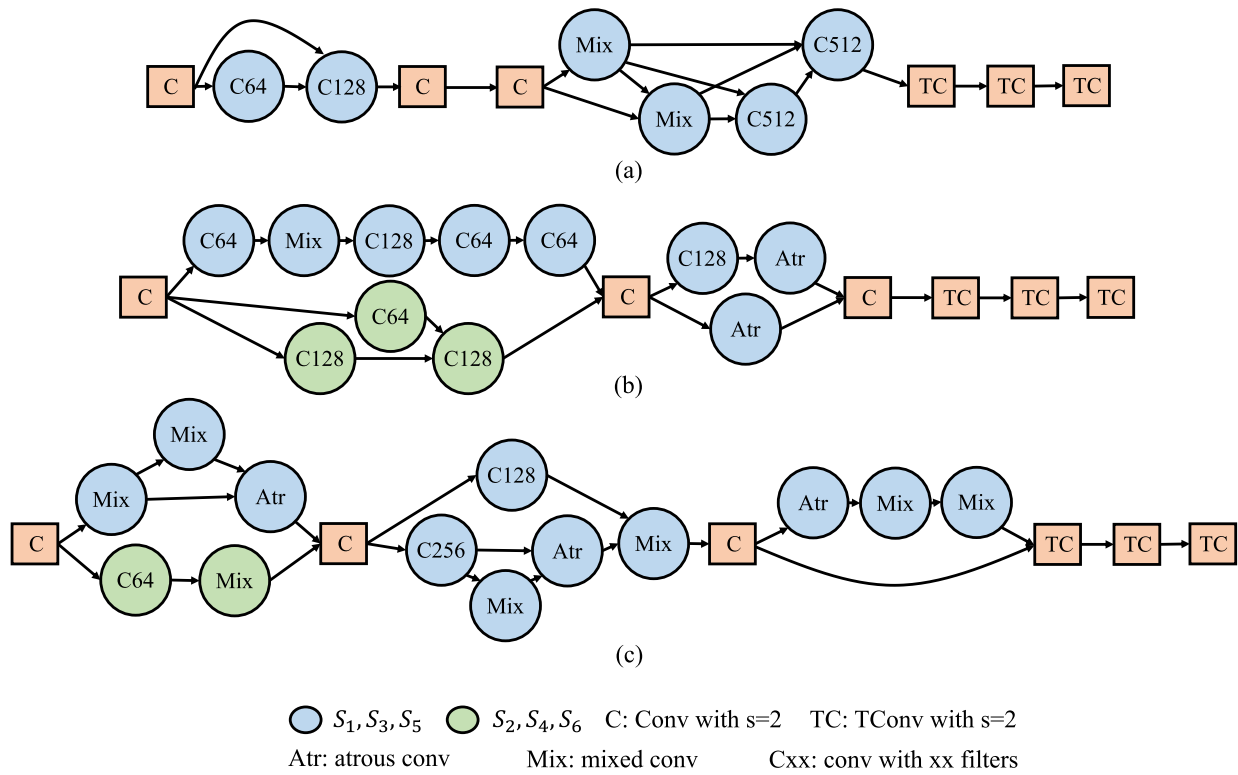 C C64 C128 C C Mix Mix C512 C512 TC TC TC
(a)
C64 Mix C128 C64 C64
C C64 C128 C128 C C128 Atr Atr C TC TC TC
(b)
Mix
Mix Atr
C C64 Mix C C128 C256 Atr Mix Mix C Atr Mix Mix TC TC TC
(c)
S₁, S₃, S₅ S₂, S₄, S₆ C: Conv with s=2 TC: TConv with s=2
Atr: atrous conv Mix: mixed conv Cxx: conv with xx filters